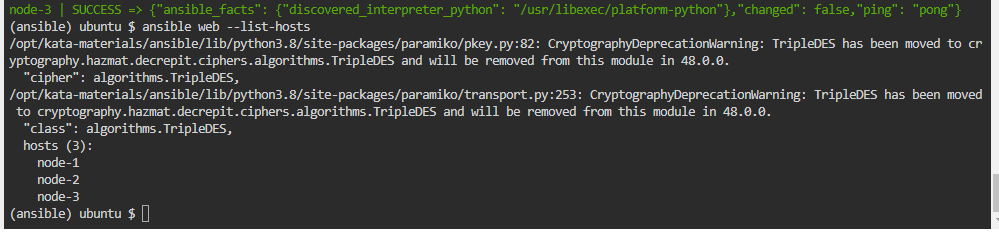 node-3 | SUCCESS => {"ansible_facts": {"discovered_interpreter_python": "/usr/libexec/platform-python"},"changed": false,"ping": "pong"}
(ansible) ubuntu $ ansible web --list-hosts
/opt/kata-materials/ansible/lib/python3.8/site-packages/paramiko/pkey.py:82: CryptographyDeprecationWarning: TripleDES has been moved to cr
yptography.hazmat.decrepit.ciphers.algorithms.TripleDES and will be removed from this module in 48.0.0.
  "cipher": algorithms.TripleDES,
/opt/kata-materials/ansible/lib/python3.8/site-packages/paramiko/transport.py:253: CryptographyDeprecationWarning: TripleDES has been moved
 to cryptography.hazmat.decrepit.ciphers.algorithms.TripleDES and will be removed from this module in 48.0.0.
  "class": algorithms.TripleDES,
  hosts (3):
    node-1
    node-2
    node-3
(ansible) ubuntu $